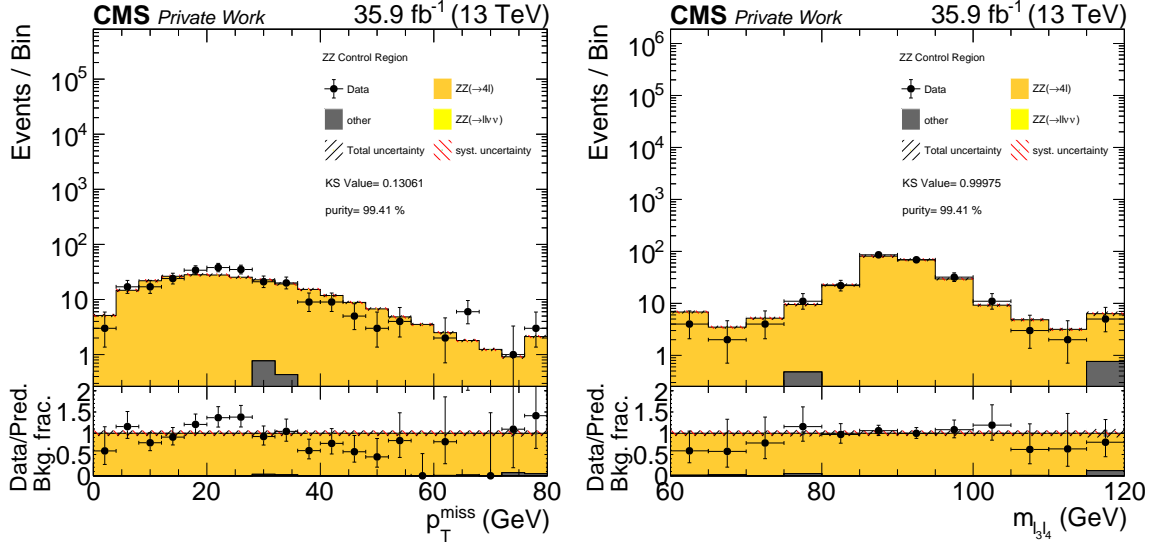 CMS Private Work 35.9 fb⁻¹ (13 TeV)
Events / Bin
10⁵
10⁴
10³
10²
10
1
ZZ Control Region
Data
ZZ(→4l)
other
ZZ(→llνν)
Total uncertainty
syst. uncertainty
KS Value= 0.13061
purity= 99.41 %
Data/Pred.
Bkg. frac.
2
1.5
1
0.5
0
0 20 40 60 80
p_T^miss (GeV)
CMS Private Work 35.9 fb⁻¹ (13 TeV)
Events / Bin
10⁶
10⁵
10⁴
10³
10²
10
1
ZZ Control Region
Data
ZZ(→4l)
other
ZZ(→llνν)
Total uncertainty
syst. uncertainty
KS Value= 0.99975
purity= 99.41 %
Data/Pred.
Bkg. frac.
2
1.5
1
0.5
0
60 80 100 120
m_l₃l₄ (GeV)